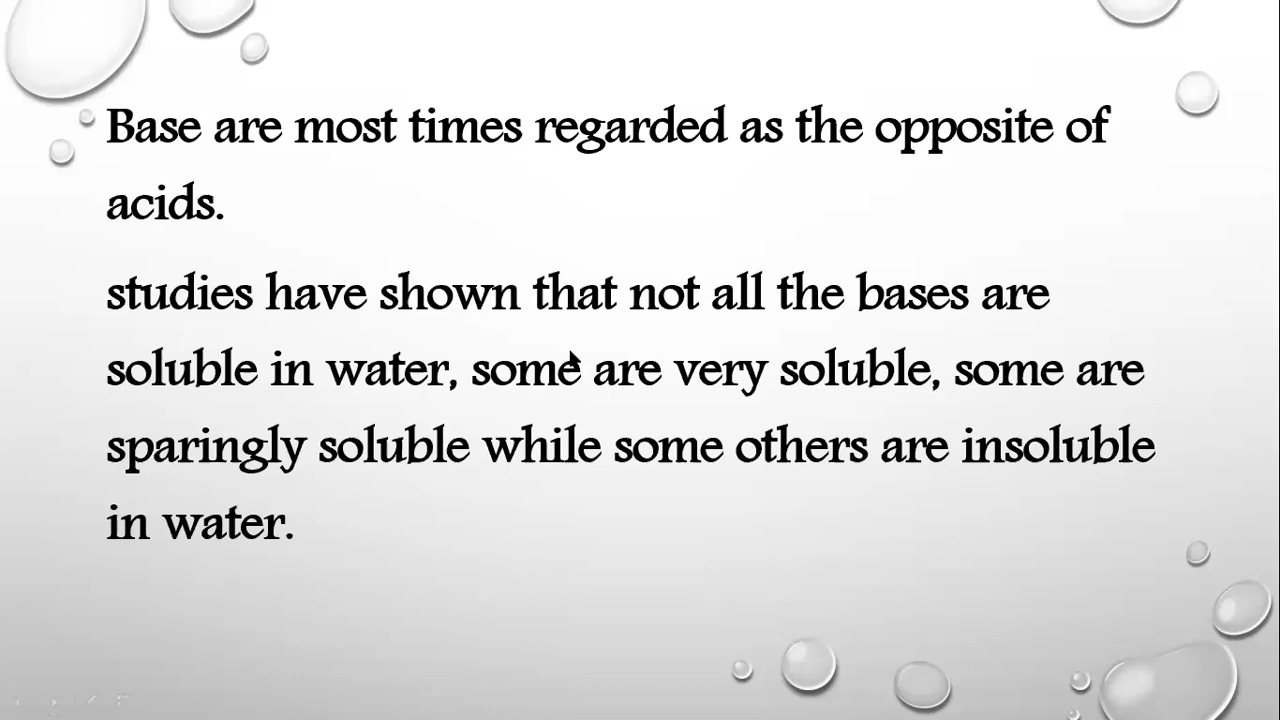 Base are most times regarded as the opposite of
acids.
studies have shown that not all the bases are
soluble in water, some are very soluble, some are
sparingly soluble while some others are insoluble
in water.